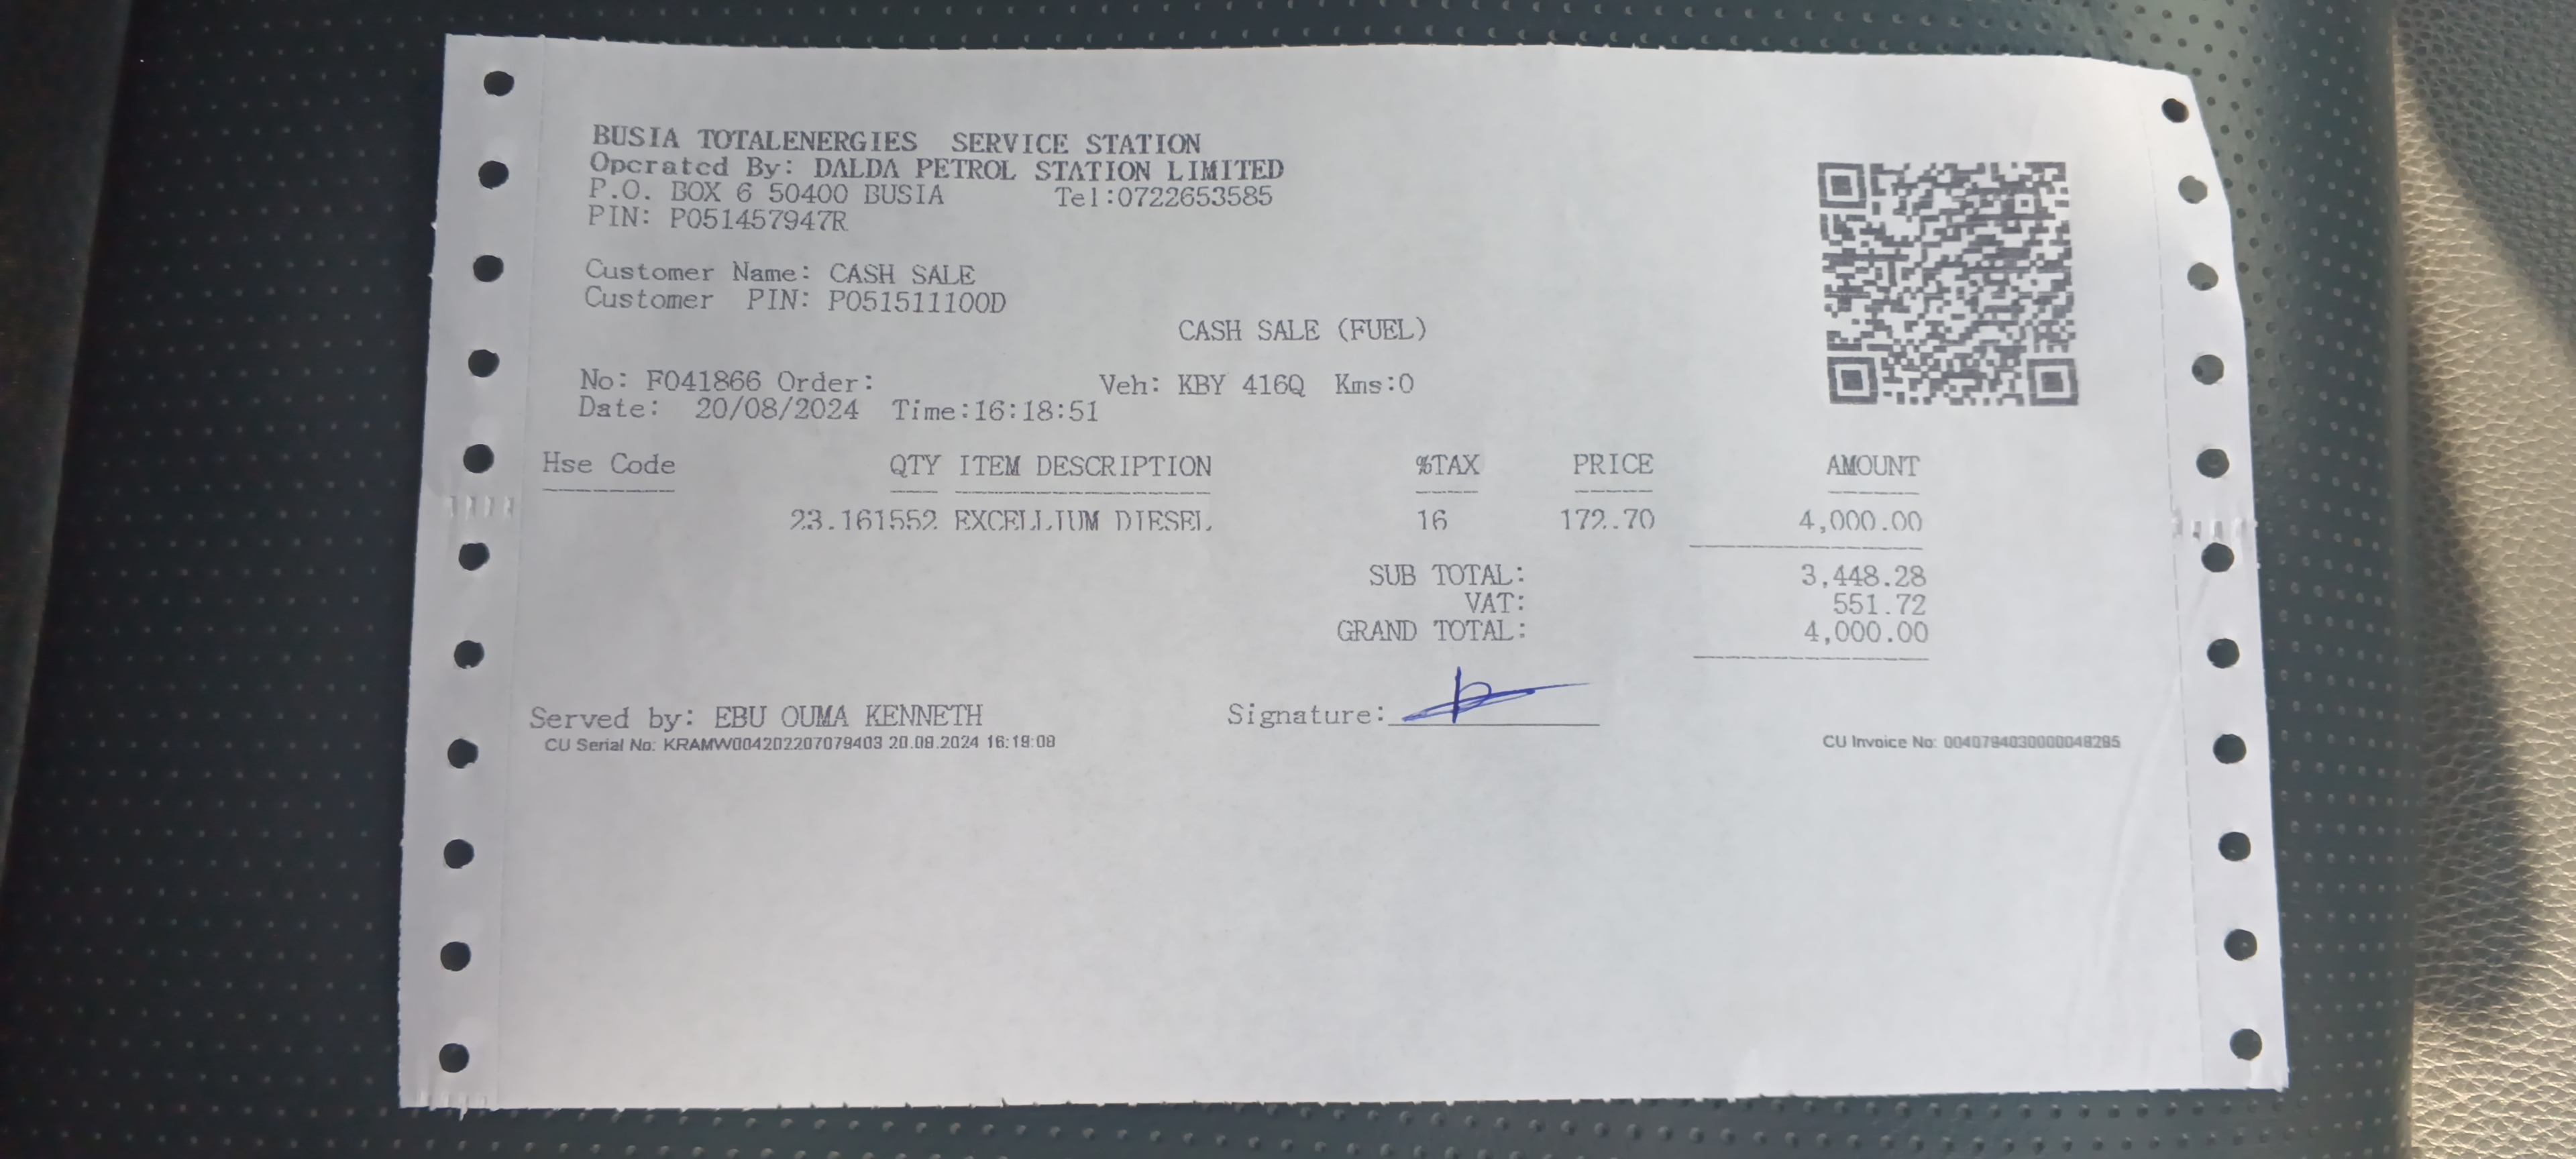 BUSIA TOTALENERGIES SERVICE STATION
Operated By: DALDA PETROL STATION LIMITED
P.O. BOX 6 50400 BUSIA Tel:0722653585
PIN: P051457947R
Customer Name: CASH SALE
Customer PIN: P051511100D
CASH SALE (FUEL)
No: F041866 Order: Veh: KBY 416Q Kms:0
Date: 20/08/2024 Time:16:18:51
Hse Code QTY ITEM DESCRIPTION %TAX PRICE AMOUNT
23.161552 EXCELLIUM DIESEL 16 172.70 4,000.00
SUB TOTAL: 3,448.28
VAT: 551.72
GRAND TOTAL: 4,000.00
Served by: EBU OUMA KENNETH Signature:
CU Serial No: KRAMW004202207079403 20.08.2024 16:19:08 CU Invoice No: 0040794030000048285